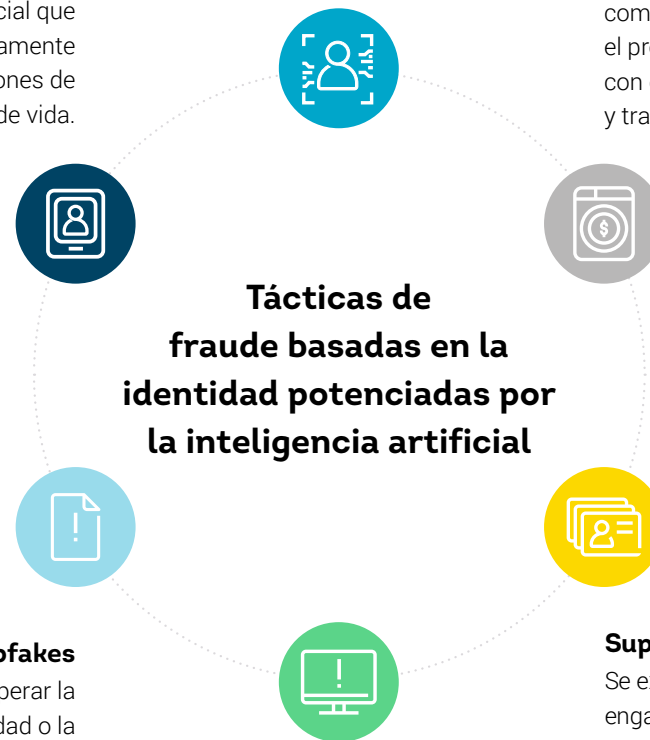 cial que
amente
ones de
de vida.
com
el pr
con
y tra
Tácticas de
fraude basadas en la
identidad potenciadas por
la inteligencia artificial
ofakes
perar la
dad o la
Sup
Se e
enga